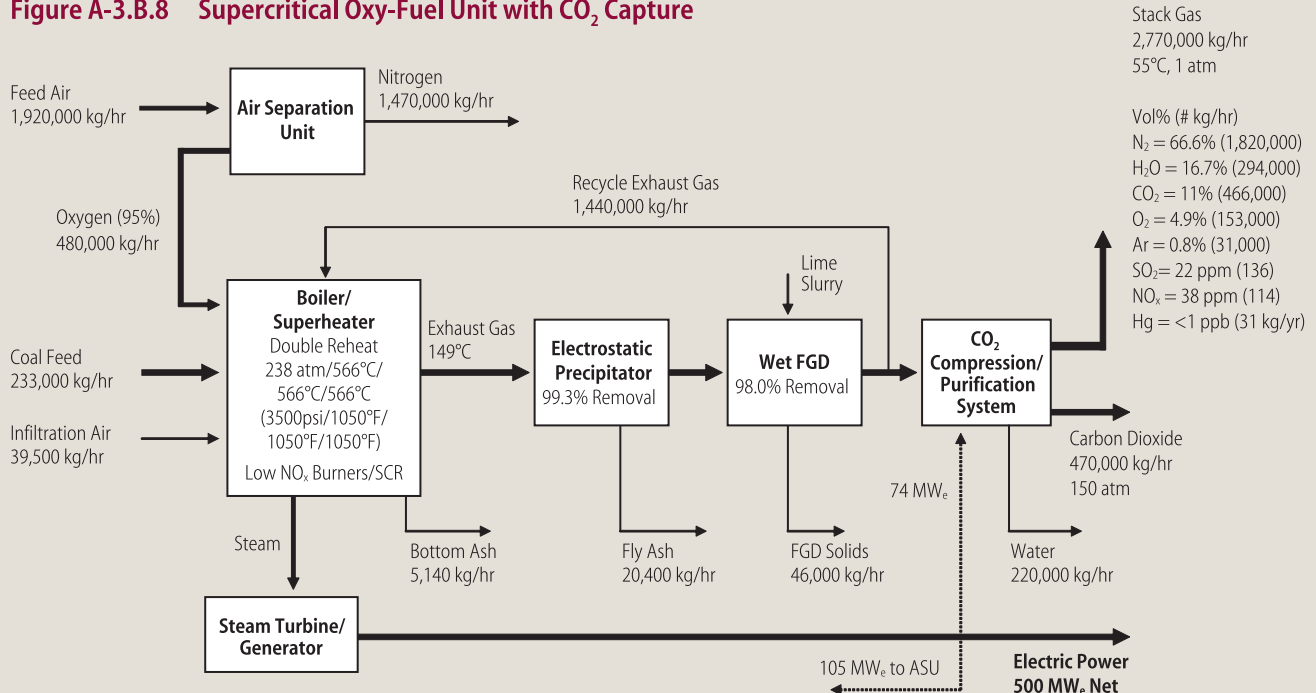 Figure A-3.B.8 Supercritical Oxy-Fuel Unit with CO₂ Capture
Feed Air
1,920,000 kg/hr
Air Separation
Unit
Nitrogen
1,470,000 kg/hr
Oxygen (95%)
480,000 kg/hr
Recycle Exhaust Gas
1,440,000 kg/hr
Coal Feed
233,000 kg/hr
Infiltration Air
39,500 kg/hr
Boiler/
Superheater
Double Reheat
238 atm/566°C/
566°C/566°C
(3500psi/1050°F/
1050°F/1050°F)
Low NOₓ Burners/SCR
Exhaust Gas
149°C
Electrostatic
Precipitator
99.3% Removal
Lime
Slurry
Wet FGD
98.0% Removal
CO₂
Compression/
Purification
System
Stack Gas
2,770,000 kg/hr
55°C, 1 atm
Vol% (# kg/hr)
N₂ = 66.6% (1,820,000)
H₂O = 16.7% (294,000)
CO₂ = 11% (466,000)
O₂ = 4.9% (153,000)
Ar = 0.8% (31,000)
SO₂= 22 ppm (136)
NOₓ = 38 ppm (114)
Hg = <1 ppb (31 kg/yr)
Carbon Dioxide
470,000 kg/hr
150 atm
74 MWₑ
Steam
Bottom Ash
5,140 kg/hr
Fly Ash
20,400 kg/hr
FGD Solids
46,000 kg/hr
Water
220,000 kg/hr
Steam Turbine/
Generator
105 MWₑ to ASU
Electric Power
500 MWₑ Net